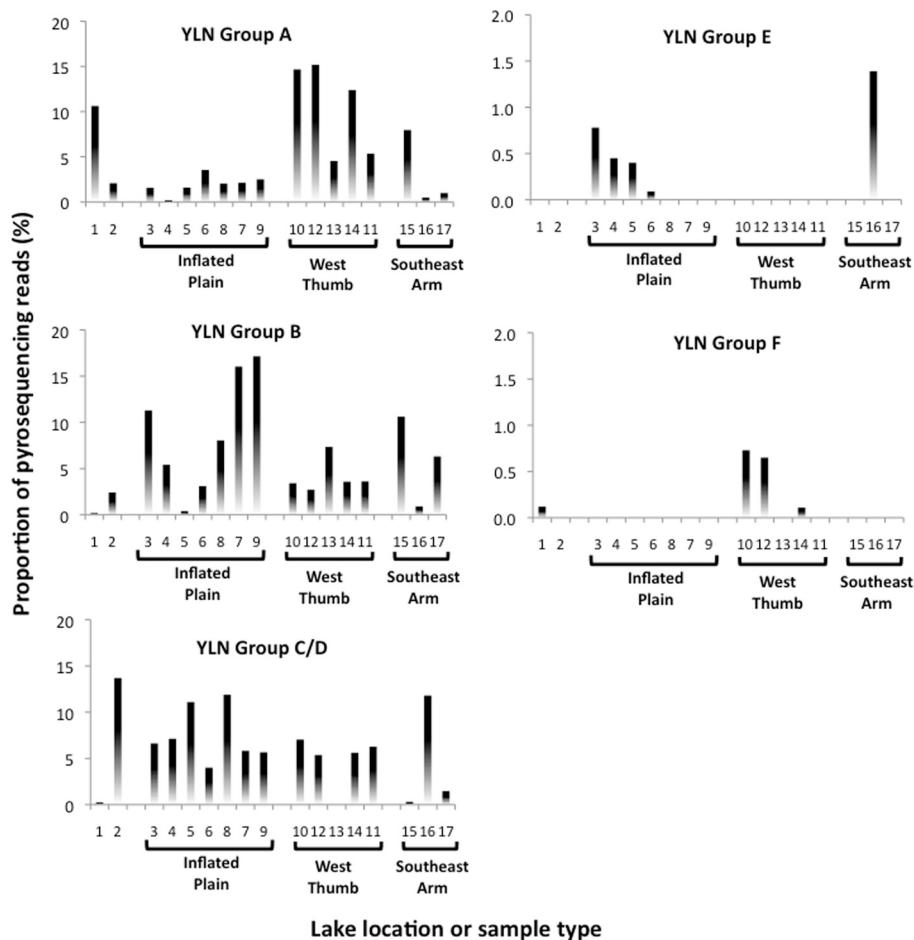 Proportion of pyrosequencing reads (%)
YLN Group A
20
15
10
5
0
1 2 3 4 5 6 8 7 9 10 12 13 14 11 15 16 17
Inflated Plain
West Thumb
Southeast Arm
YLN Group E
2.0
1.5
1.0
0.5
0.0
1 2 3 4 5 6 8 7 9 10 12 13 14 11 15 16 17
Inflated Plain
West Thumb
Southeast Arm
YLN Group B
20
15
10
5
0
1 2 3 4 5 6 8 7 9 10 12 13 14 11 15 16 17
Inflated Plain
West Thumb
Southeast Arm
YLN Group F
2.0
1.5
1.0
0.5
0.0
1 2 3 4 5 6 8 7 9 10 12 13 14 11 15 16 17
Inflated Plain
West Thumb
Southeast Arm
YLN Group C/D
20
15
10
5
0
1 2 3 4 5 6 8 7 9 10 12 13 14 11 15 16 17
Inflated Plain
West Thumb
Southeast Arm
Lake location or sample type